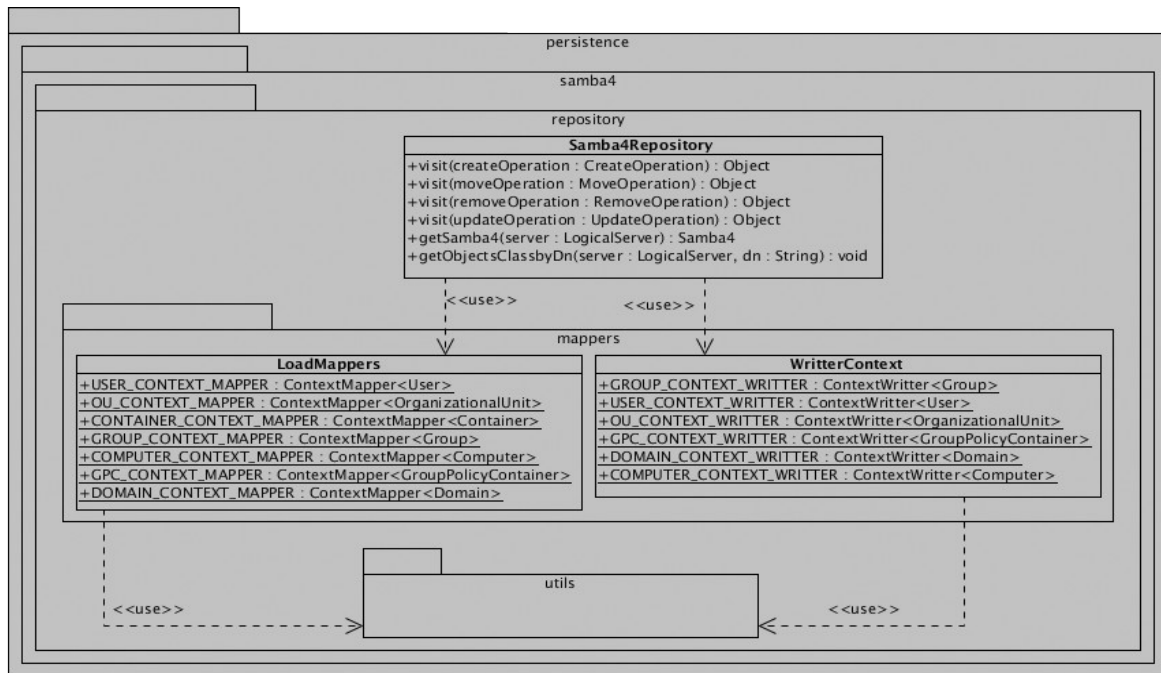 persistence
samba4
repository
Samba4Repository
+visit(createOperation : CreateOperation) : Object
+visit(moveOperation : MoveOperation) : Object
+visit(removeOperation : RemoveOperation) : Object
+visit(updateOperation : UpdateOperation) : Object
+getSamba4(server : LogicalServer) : Samba4
+getObjectsClassbyDn(server : LogicalServer, dn : String) : void
<<use>>
<<use>>
mappers
LoadMappers
+USER_CONTEXT_MAPPER : ContextMapper<User>
+OU_CONTEXT_MAPPER : ContextMapper<OrganizationalUnit>
+CONTAINER_CONTEXT_MAPPER : ContextMapper<Container>
+GROUP_CONTEXT_MAPPER : ContextMapper<Group>
+COMPUTER_CONTEXT_MAPPER : ContextMapper<Computer>
+GPC_CONTEXT_MAPPER : ContextMapper<GroupPolicyContainer>
+DOMAIN_CONTEXT_MAPPER : ContextMapper<Domain>
WritterContext
+GROUP_CONTEXT_WRITTER : ContextWritter<Group>
+USER_CONTEXT_WRITTER : ContextWritter<User>
+OU_CONTEXT_WRITTER : ContextWritter<OrganizationalUnit>
+GPC_CONTEXT_WRITTER : ContextWritter<GroupPolicyContainer>
+DOMAIN_CONTEXT_WRITTER : ContextWritter<Domain>
+COMPUTER_CONTEXT_WRITTER : ContextWritter<Computer>
utils
<<use>>
<<use>>